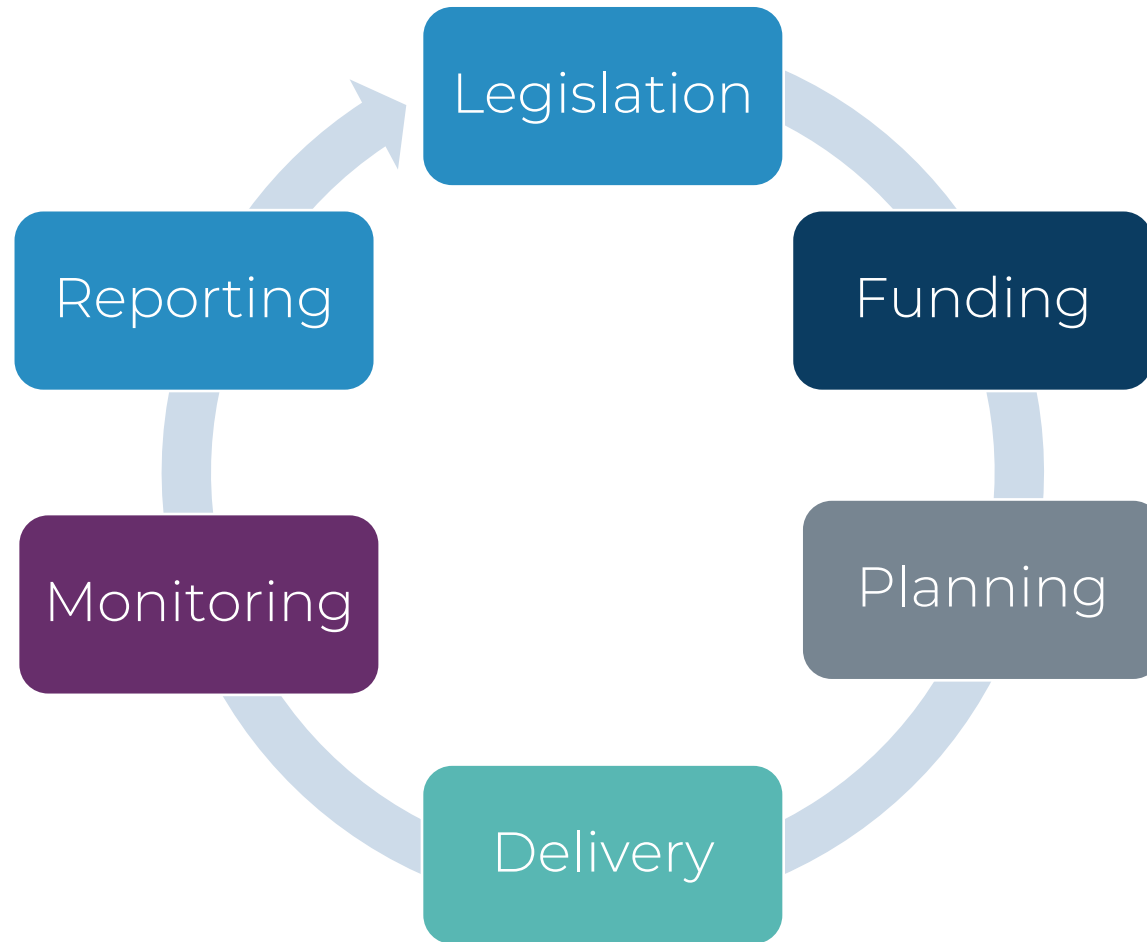 Legislation
Funding
Planning
Delivery
Monitoring
Reporting